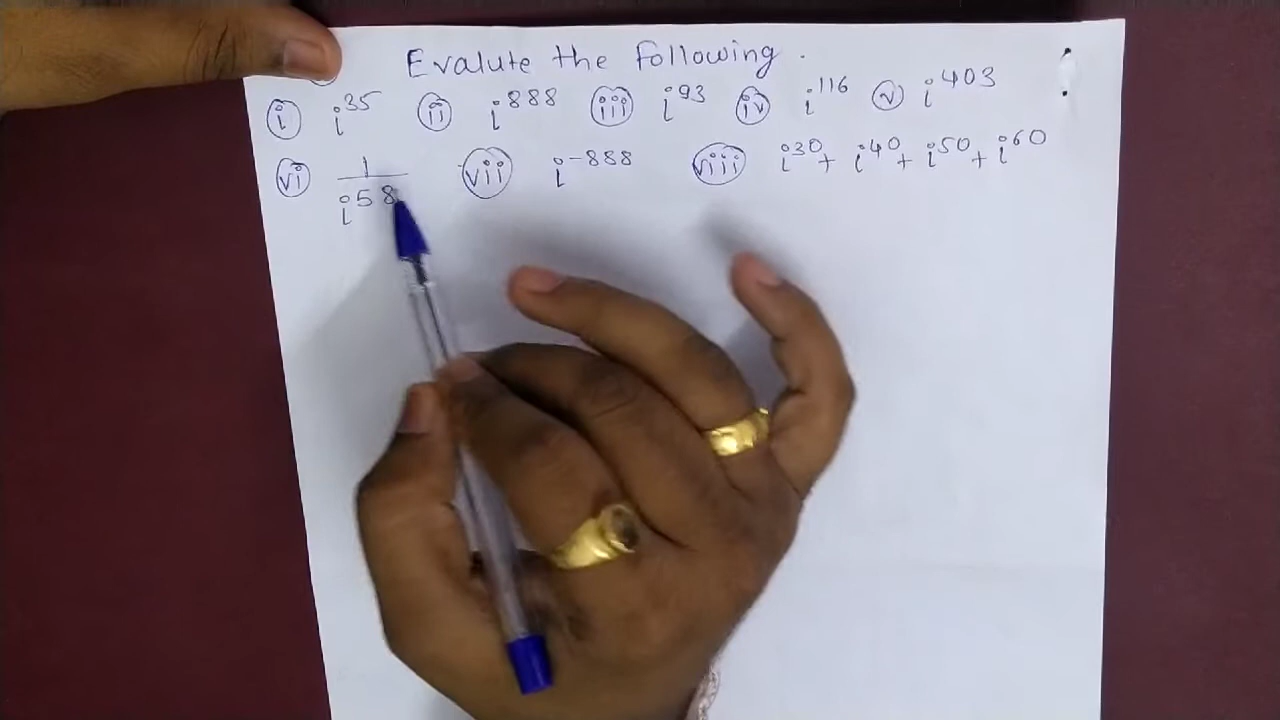 Evalute the following .
(i) i^35 (ii) i^888 (iii) i^93 (iv) i^116 (v) i^403
(vi) 1/i^58 (vii) i^-888 (viii) i^30 + i^40 + i^50 + i^60